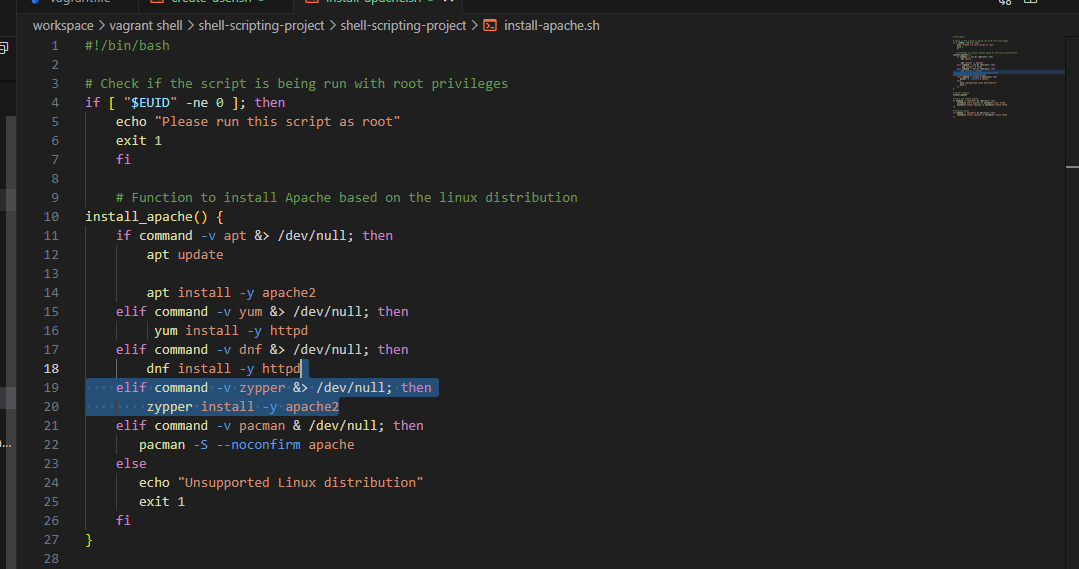 workspace > vagrant shell > shell-scripting-project > shell-scripting-project > install-apache.sh
1 #!/bin/bash
2
3 # Check if the script is being run with root privileges
4 if [ "$EUID" -ne 0 ]; then
5 echo "Please run this script as root"
6 exit 1
7 fi
8
9 # Function to install Apache based on the linux distribution
10 install_apache() {
11 if command -v apt &> /dev/null; then
12 apt update
13
14 apt install -y apache2
15 elif command -v yum &> /dev/null; then
16 yum install -y httpd
17 elif command -v dnf &> /dev/null; then
18 dnf install -y httpd
19 elif command -v zypper &> /dev/null; then
20 zypper install -y apache2
21 elif command -v pacman & /dev/null; then
22 pacman -S --noconfirm apache
23 else
24 echo "Unsupported Linux distribution"
25 exit 1
26 fi
27 }
28